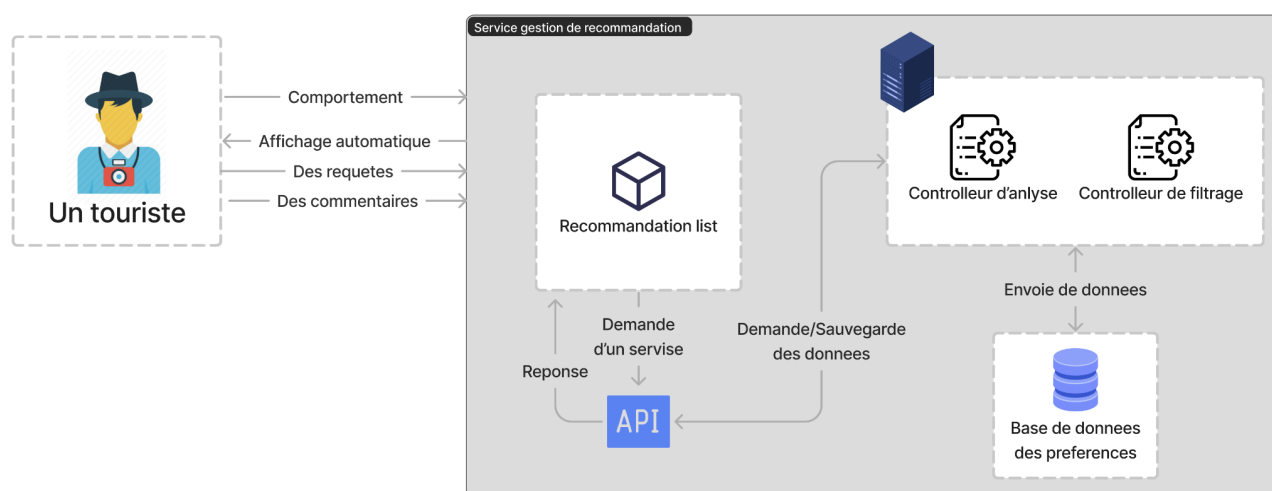 Service gestion de recommandation
Comportement
Affichage automatique
Des requetes
Des commentaires
Un touriste
Recommandation list
Controlleur d'anlyse
Controlleur de filtrage
Envoie de donnees
Demande
d'un servise
Demande/Sauvegarde
des donnees
Reponse
API
Base de donnees
des preferences